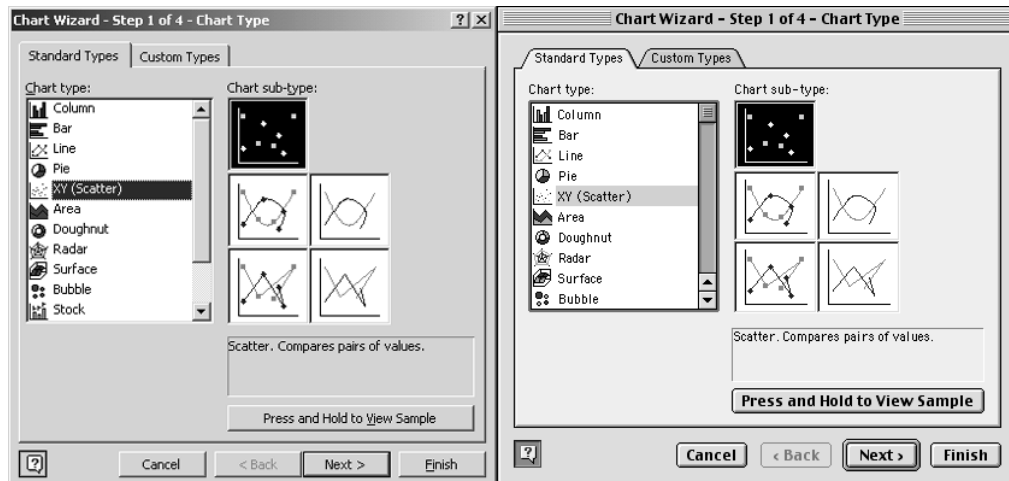 Chart Wizard - Step 1 of 4 - Chart Type
? ×
Standard Types
Custom Types
Chart type:
Column
Bar
Line
Pie
XY (Scatter)
Area
Doughnut
Radar
Surface
Bubble
Stock
Chart sub-type:
Scatter. Compares pairs of values.
Press and Hold to View Sample
?
Cancel
< Back
Next >
Finish
Chart Wizard – Step 1 of 4 – Chart Type
Standard Types
Custom Types
Chart type:
Column
Bar
Line
Pie
XY (Scatter)
Area
Doughnut
Radar
Surface
Bubble
Chart sub-type:
Scatter. Compares pairs of values.
Press and Hold to View Sample
?
Cancel
‹ Back
Next ›
Finish